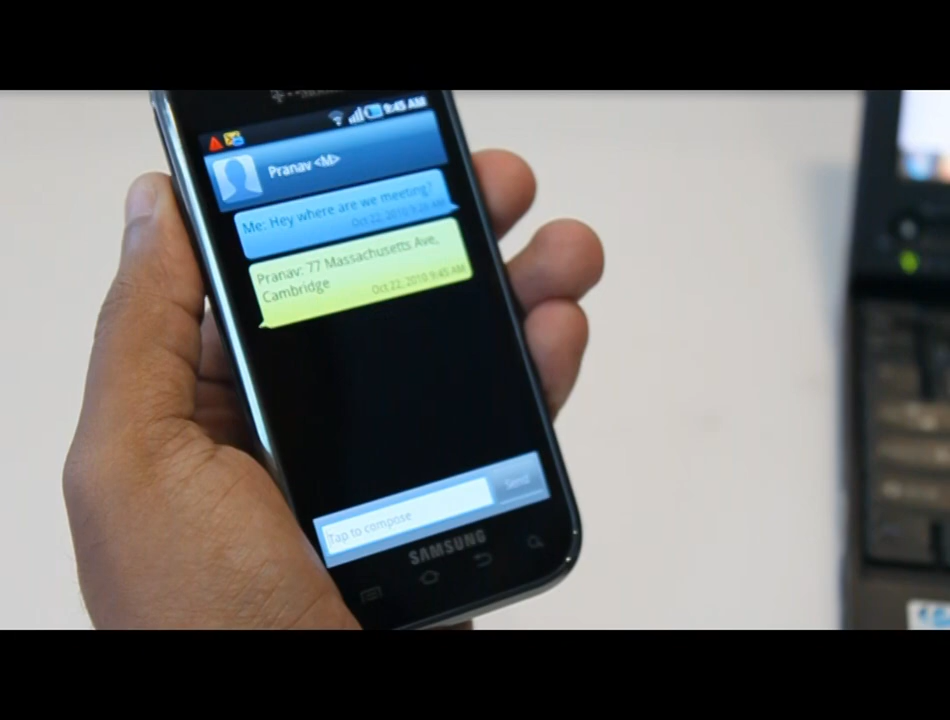 9:45 AM
Pranav <M>
Me: Hey where are we meeting?
Oct 22, 2010 9:26 AM
Pranav: 77 Massachusetts Ave,
Cambridge
Oct 22, 2010 9:45 AM
Tap to compose
Send
SAMSUNG